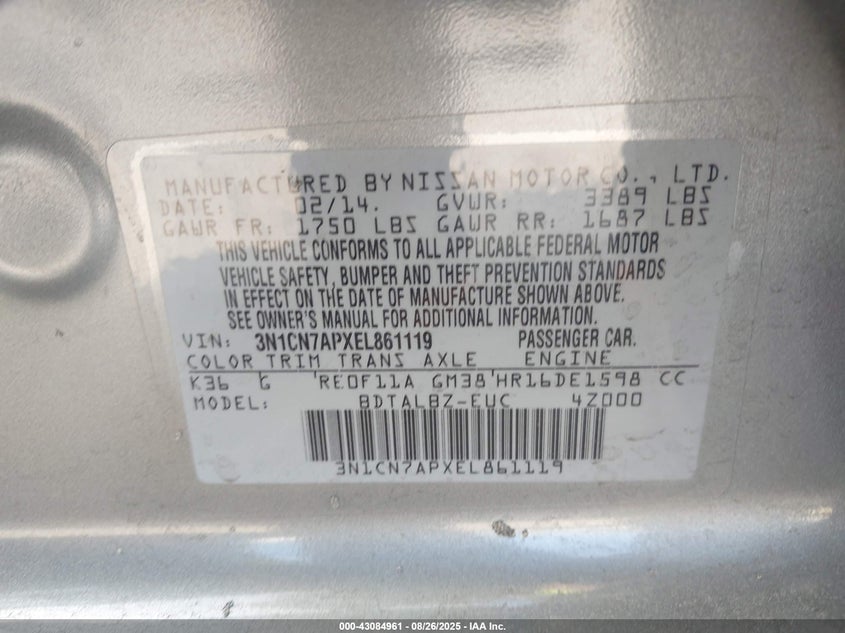 MANUFACTURED BY NISSAN MOTOR CO., LTD.
DATE: 02/14. GVWR: 3389 LBS
GAWR FR: 1750 LBS GAWR RR: 1687 LBS
THIS VEHICLE CONFORMS TO ALL APPLICABLE FEDERAL MOTOR
VEHICLE SAFETY, BUMPER AND THEFT PREVENTION STANDARDS
IN EFFECT ON THE DATE OF MANUFACTURE SHOWN ABOVE.
SEE OWNER'S MANUAL FOR ADDITIONAL INFORMATION.
VIN: 3N1CN7APXEL861119 PASSENGER CAR.
COLOR TRIM TRANS AXLE ENGINE
K36 G RE0F11A GM38 HR16DE1598 CC
MODEL: BDTALBZ-EUC 4Z000
3N1CN7APXEL861119
000-43084961 - 08/26/2025 - IAA Inc.